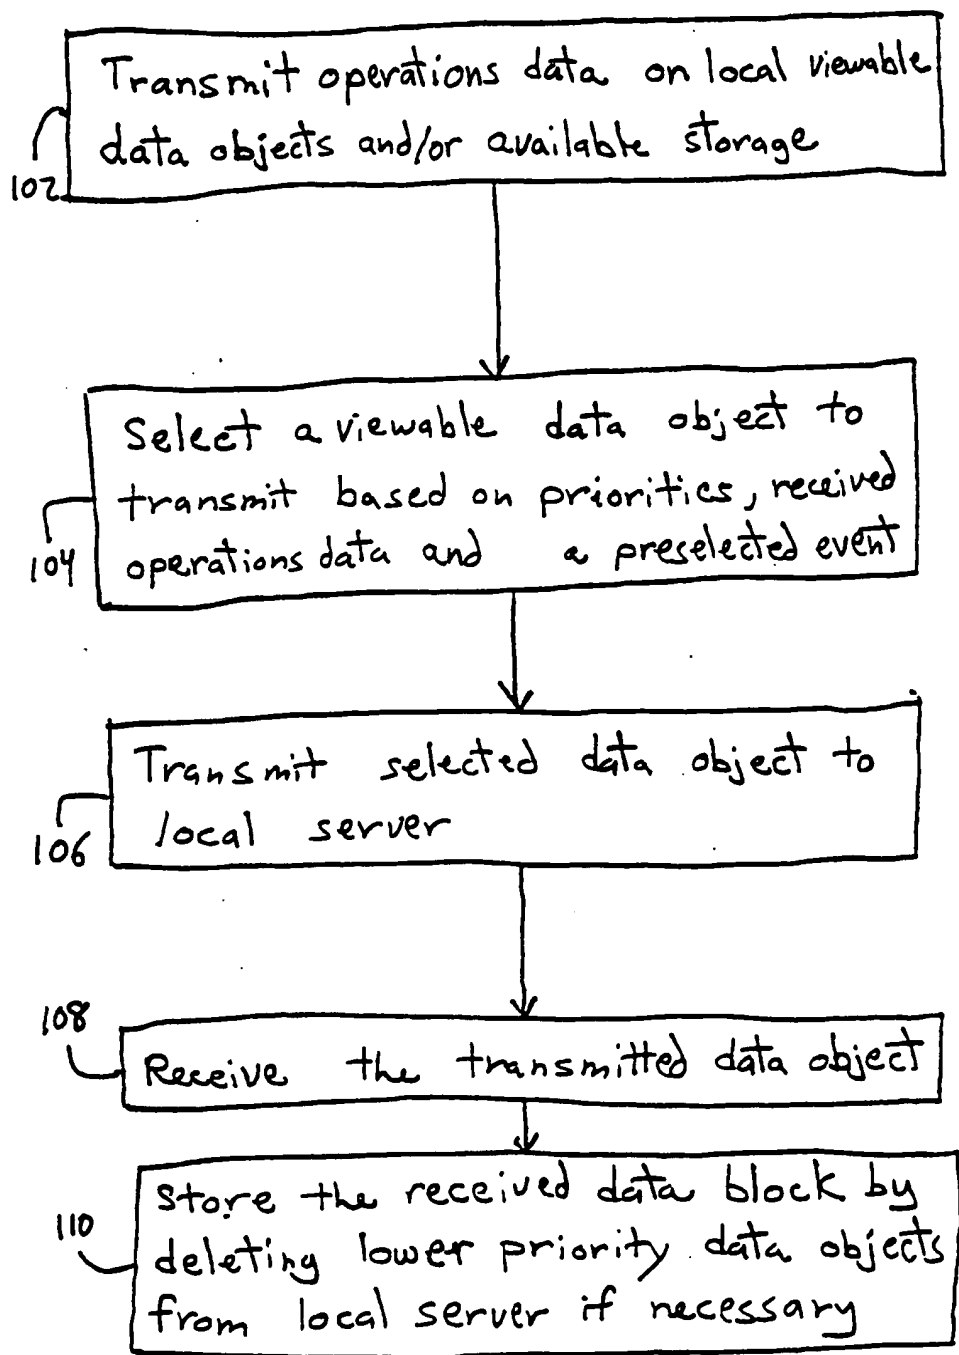 Transmit operations data on local viewable
data objects and/or available storage
102
Select a viewable data object to
transmit based on priorities, received
operations data and a preselected event
104
Transmit selected data object to
local server
106
108
Receive the transmitted data object
Store the received data block by
110
deleting lower priority data objects
from local server if necessary